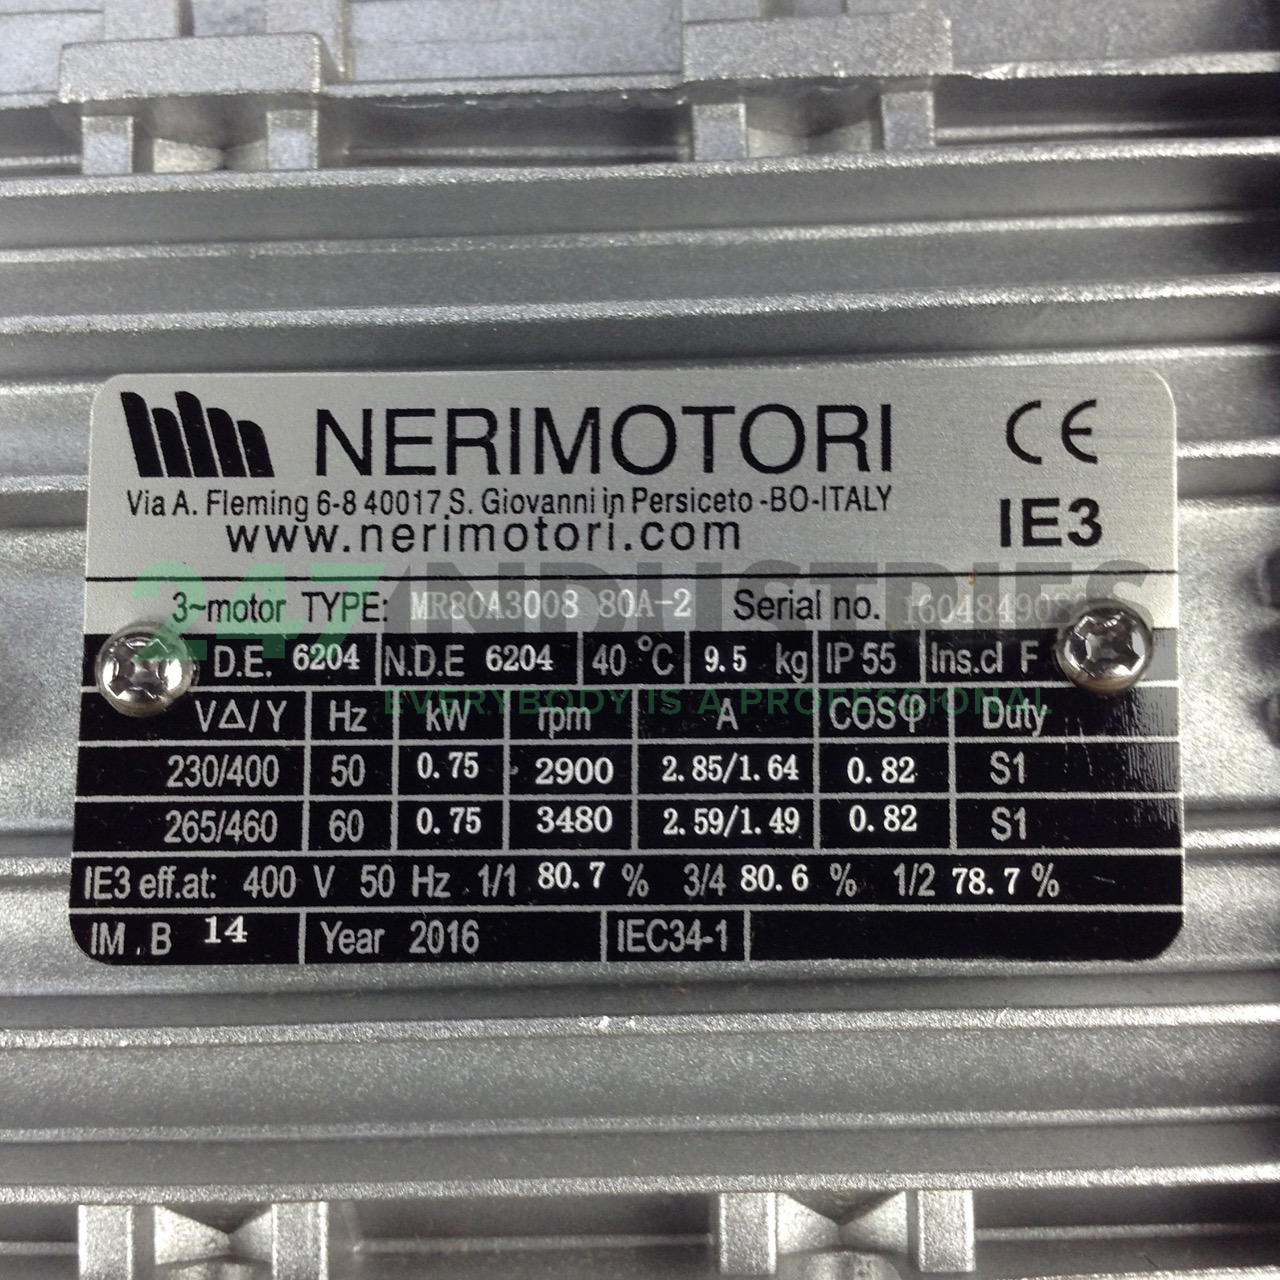 NERIMOTORI CE
Via A. Fleming 6-8 40017 S. Giovanni in Persiceto -BO-ITALY
www.nerimotori.com IE3
247 INDUSTRIES
3~motor TYPE: MR80A3008 80A-2 Serial no.
D.E. 6204 N.D.E 6204 40 °C 9.5 kg IP 55 Ins.cl F
EVERYBODY IS A PROFESSIONAL
VΔ/Y Hz kW rpm A COSφ Duty
230/400 50 0.75 2900 2.85/1.64 0.82 S1
265/460 60 0.75 3480 2.59/1.49 0.82 S1
IE3 eff.at: 400 V 50 Hz 1/1 80.7 % 3/4 80.6 % 1/2 78.7 %
IM . B 14 Year 2016 IEC34-1